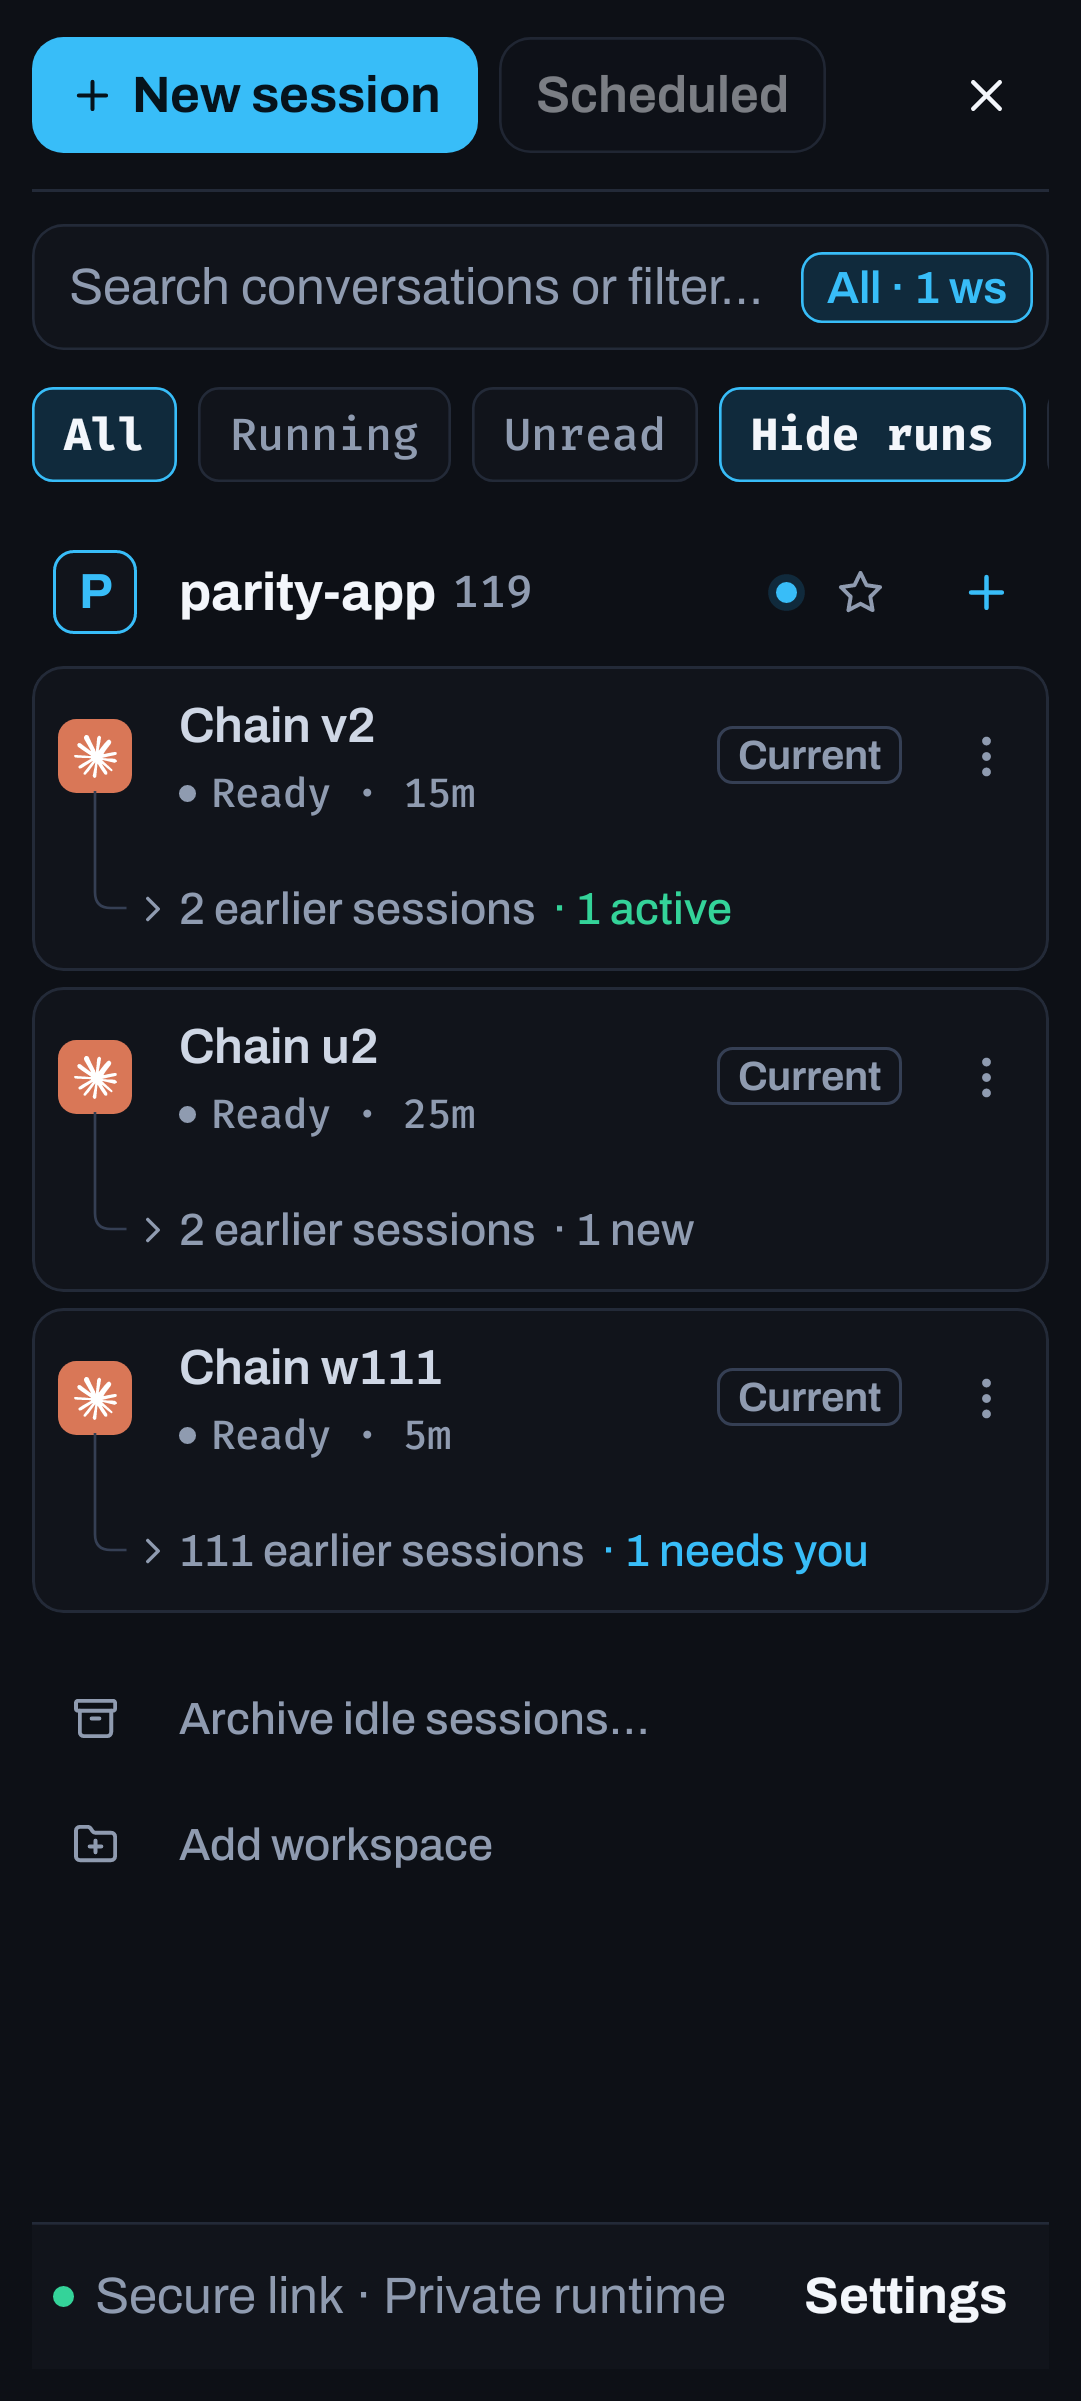 New session
Scheduled
Search conversations or filter...
All · 1 ws
All
Running
Unread
Hide runs
P
parity-app 119
Chain v2
Ready · 15m
Current
2 earlier sessions · 1 active
Chain u2
Ready · 25m
Current
2 earlier sessions · 1 new
Chain w111
Ready · 5m
Current
111 earlier sessions · 1 needs you
Archive idle sessions...
Add workspace
Secure link · Private runtime
Settings